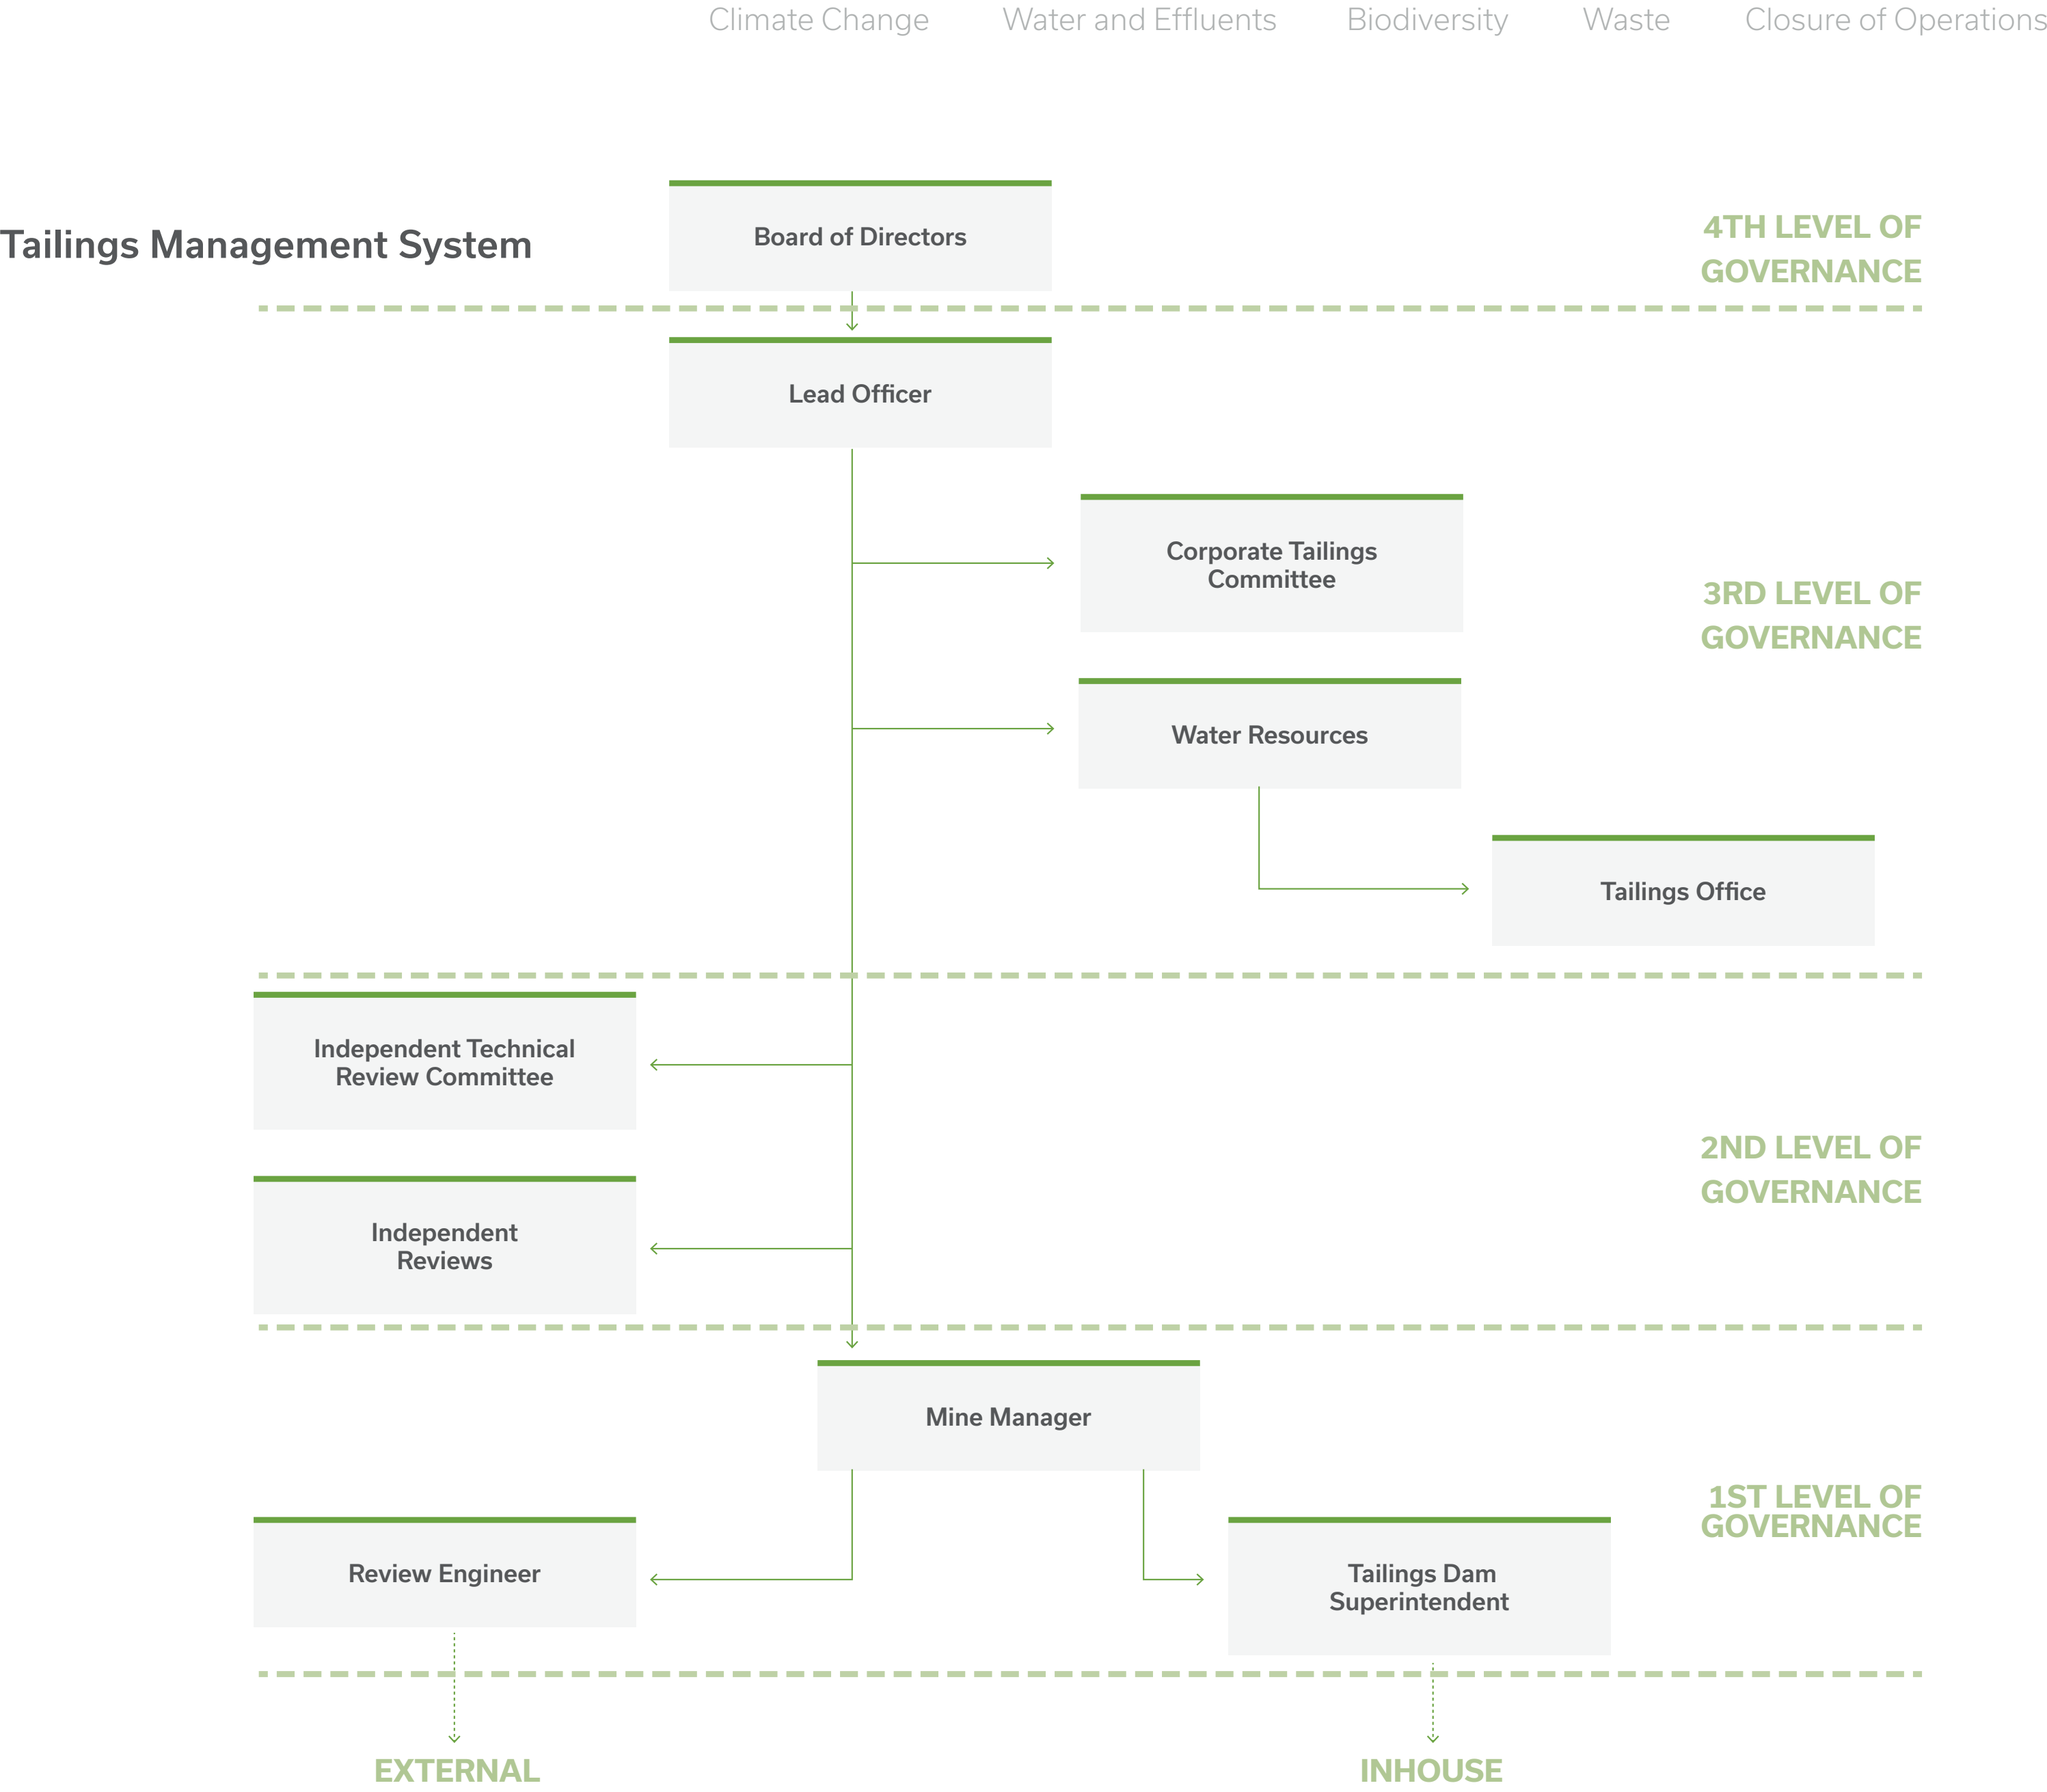 Climate Change Water and Effluents Biodiversity Waste Closure of Operations
Tailings Management System
Board of Directors
4TH LEVEL OF
GOVERNANCE
Lead Officer
Corporate Tailings
Committee
3RD LEVEL OF
GOVERNANCE
Water Resources
Tailings Office
Independent Technical
Review Committee
2ND LEVEL OF
GOVERNANCE
Independent
Reviews
Mine Manager
1ST LEVEL OF
GOVERNANCE
Review Engineer
Tailings Dam
Superintendent
EXTERNAL
INHOUSE